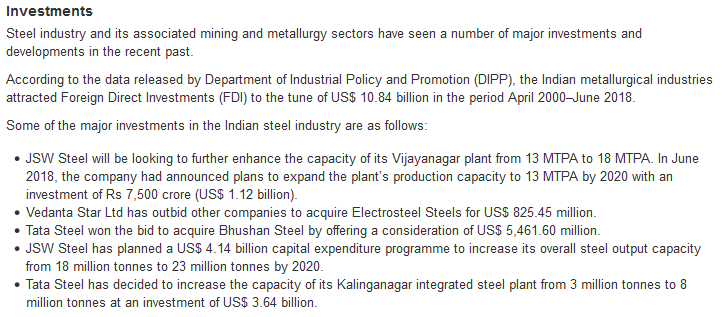 Investments
Steel industry and its associated mining and metallurgy sectors have seen a number of major investments and
developments in the recent past.
According to the data released by Department of Industrial Policy and Promotion (DIPP), the Indian metallurgical industries
attracted Foreign Direct Investments (FDI) to the tune of US$ 10.84 billion in the period April 2000–June 2018.
Some of the major investments in the Indian steel industry are as follows:
• JSW Steel will be looking to further enhance the capacity of its Vijayanagar plant from 13 MTPA to 18 MTPA. In June
2018, the company had announced plans to expand the plant's production capacity to 13 MTPA by 2020 with an
investment of Rs 7,500 crore (US$ 1.12 billion).
• Vedanta Star Ltd has outbid other companies to acquire Electrosteel Steels for US$ 825.45 million.
• Tata Steel won the bid to acquire Bhushan Steel by offering a consideration of US$ 5,461.60 million.
• JSW Steel has planned a US$ 4.14 billion capital expenditure programme to increase its overall steel output capacity
from 18 million tonnes to 23 million tonnes by 2020.
• Tata Steel has decided to increase the capacity of its Kalinganagar integrated steel plant from 3 million tonnes to 8
million tonnes at an investment of US$ 3.64 billion.